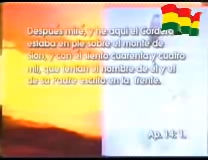 Después miré, y he aquí el Cordero
estaba en pie sobre el monte de
Sion, y con él ciento cuarenta y cuatro
mil, que tenían el nombre de él y el
de su Padre escrito en la frente.
Ap. 14: 1.